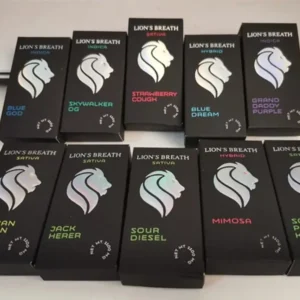 LION'S BREATH
INDICA
BLUE
GOD
LION'S BREATH
INDICA
SKYWALKER
OG
LION'S BREATH
SATIVA
STRAWBERRY
COUGH
LION'S BREATH
HYBRID
BLUE
DREAM
LION'S BREATH
INDICA
GRAND
DADDY
PURPLE
LION'S BREATH
SATIVA
LION'S BREATH
SATIVA
JACK
HERER
LION'S BREATH
SATIVA
SOUR
DIESEL
LION'S BREATH
HYBRID
MIMOSA
LION'S